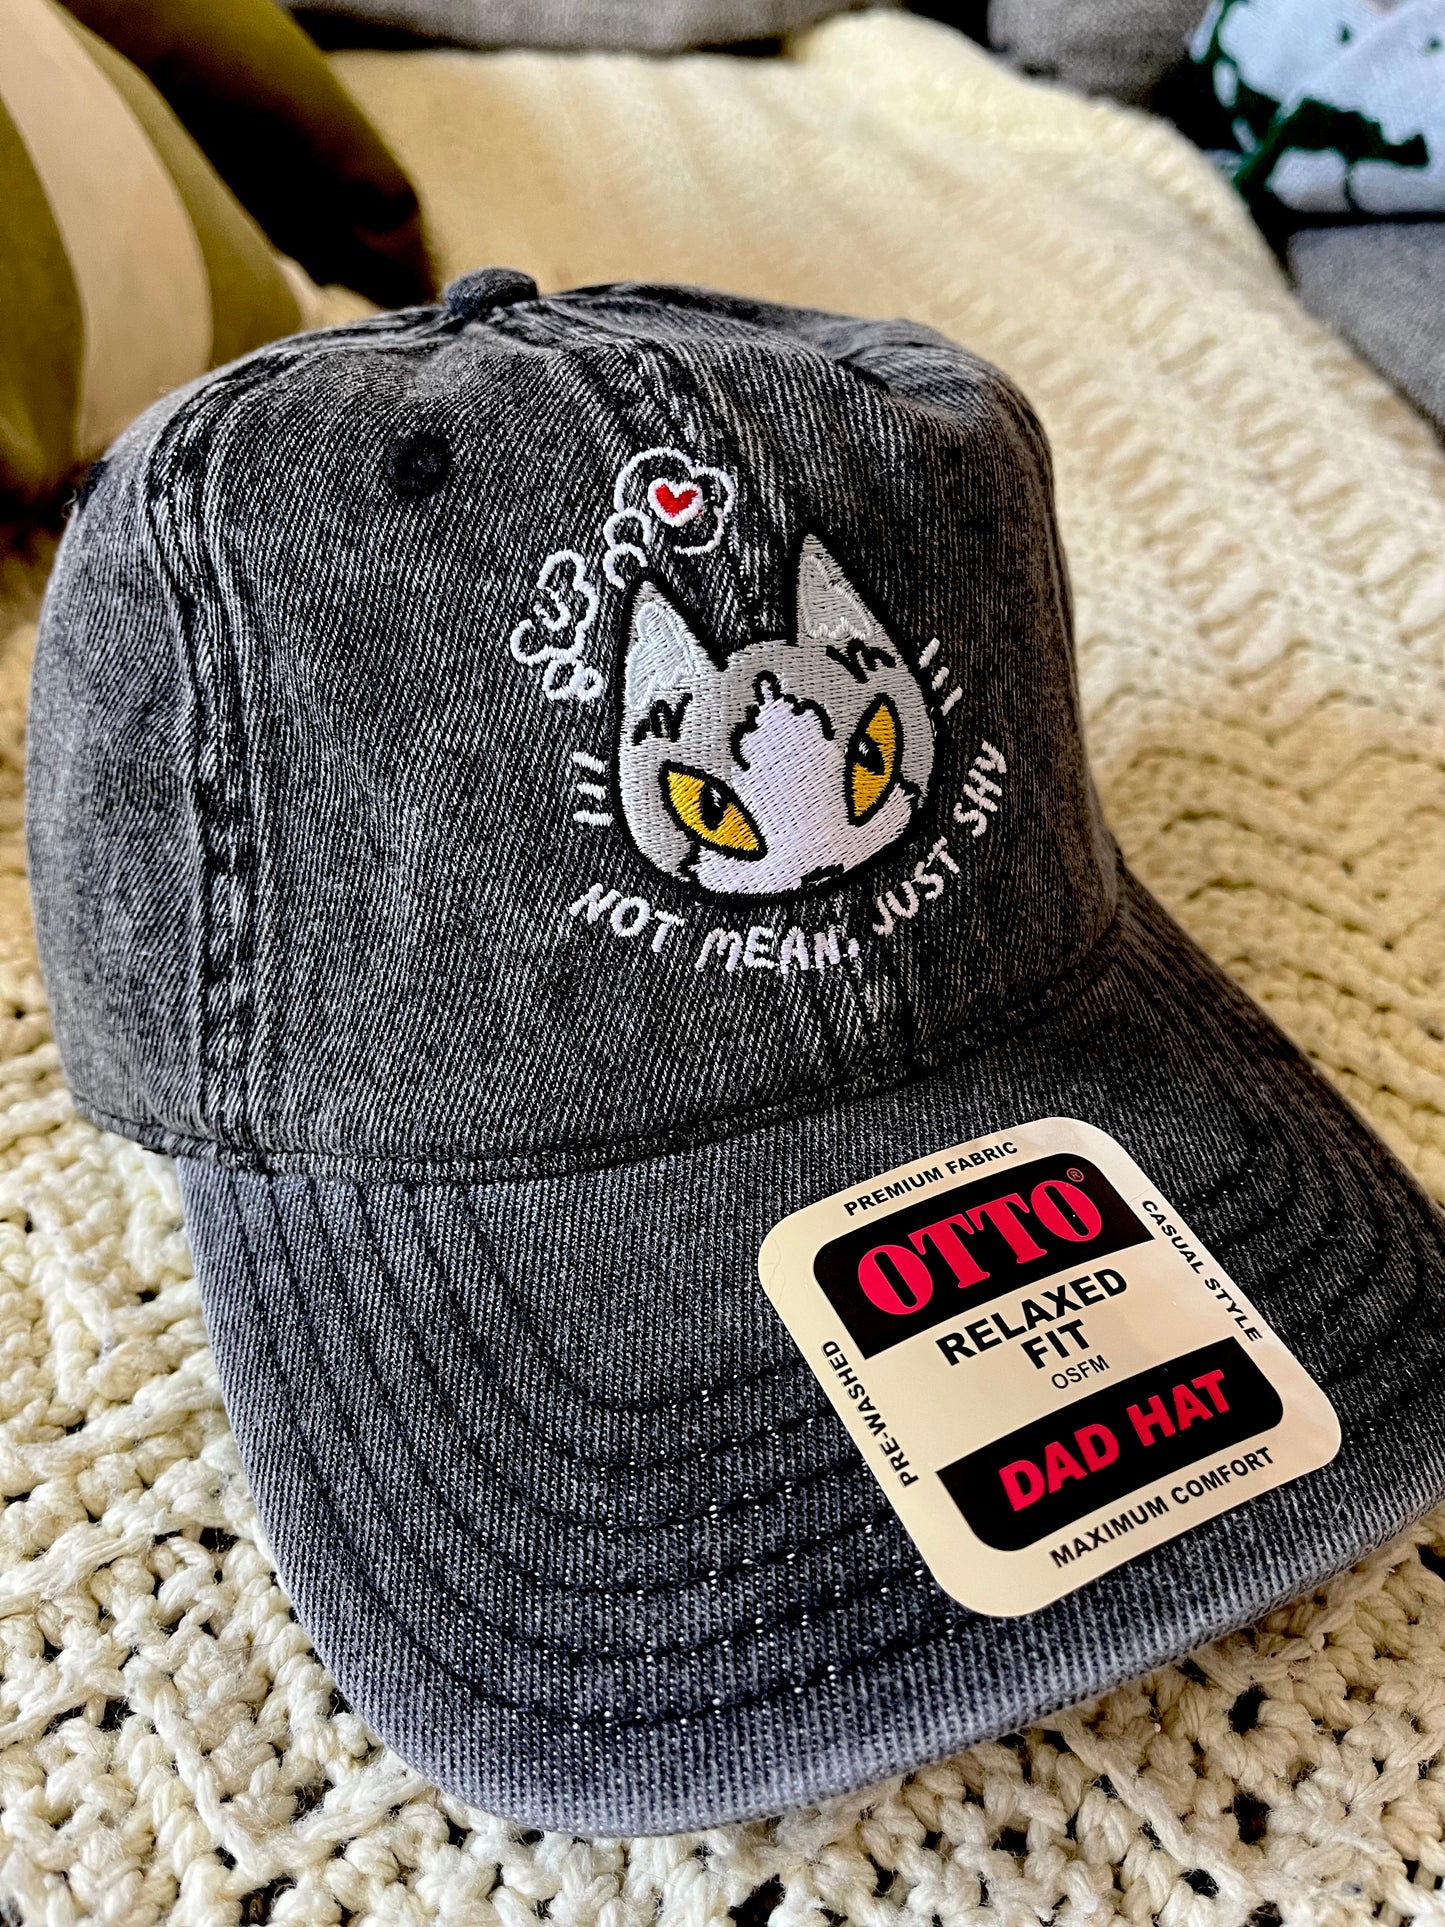 NOT MEAN, JUST SHY
PREMIUM FABRIC
OTTO®
RELAXED
FIT
OSFM
DAD HAT
CASUAL STYLE
PRE-WASHED
MAXIMUM COMFORT